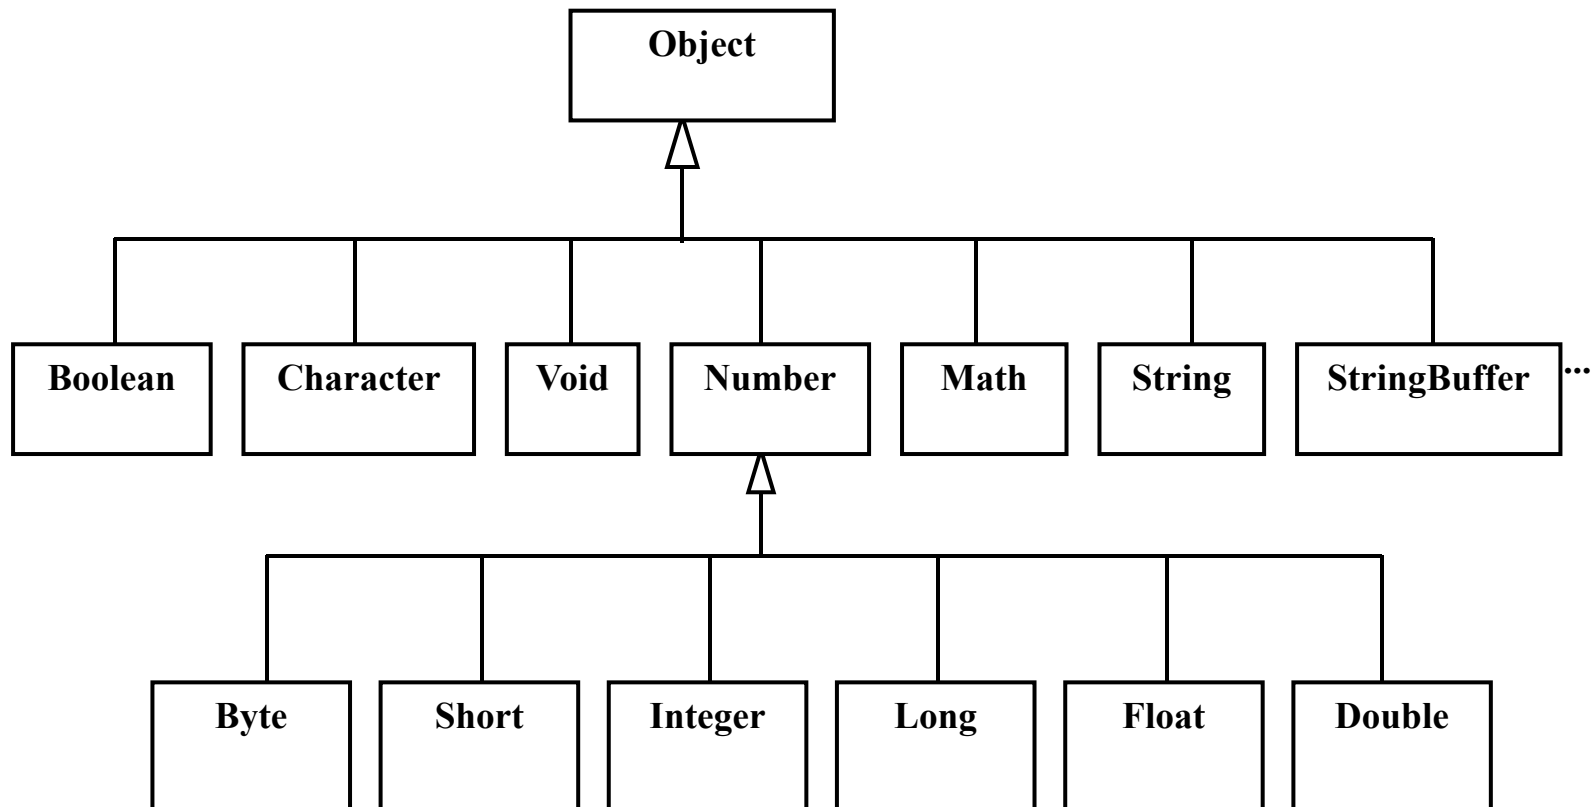 Object
Boolean Character Void Number Math String StringBuffer ...
Byte Short Integer Long Float Double